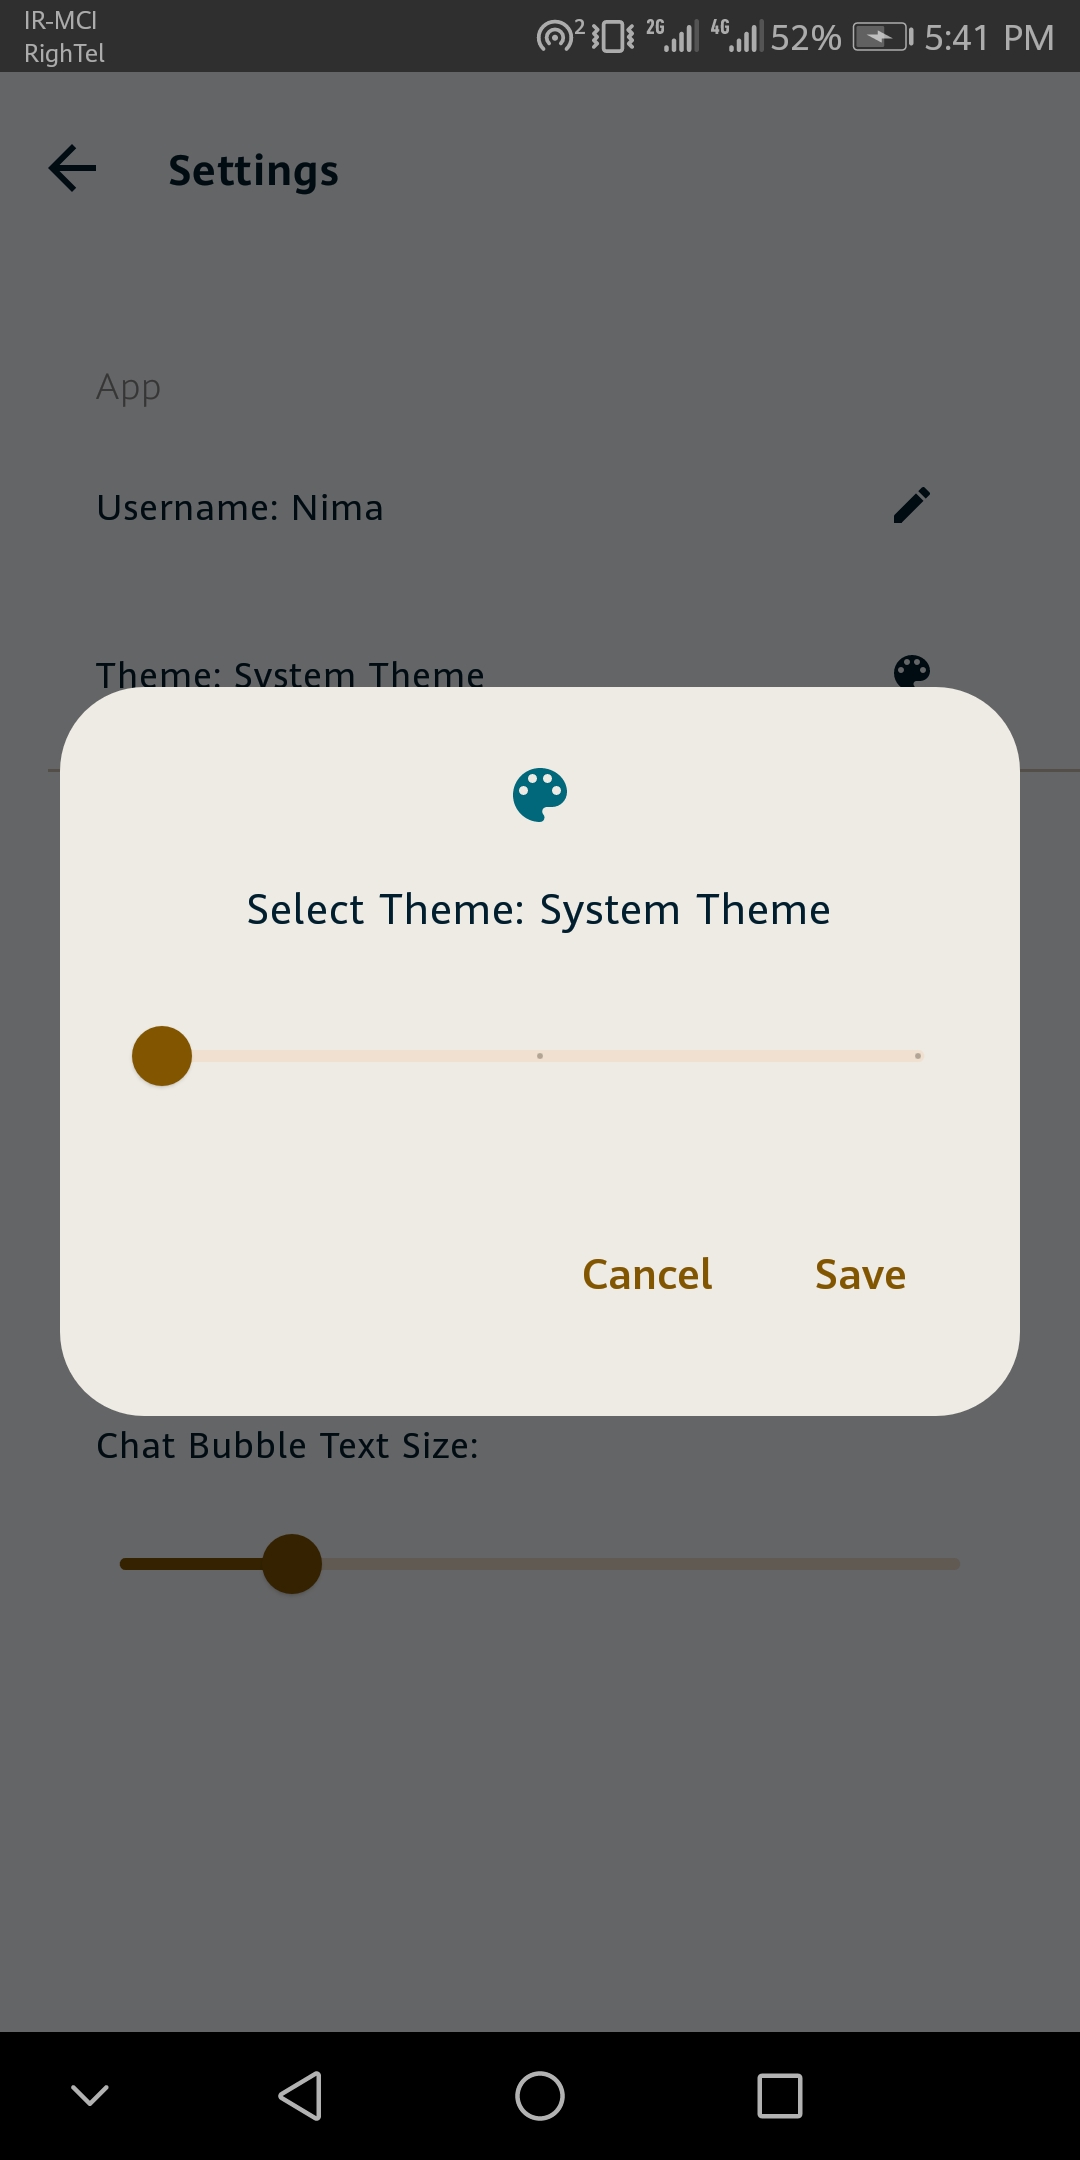 IR-MCI
RighTel
2 2G 4G 52% 5:41 PM
Settings
App
Username: Nima
Theme: System Theme
Select Theme: System Theme
Cancel Save
Chat Bubble Text Size: